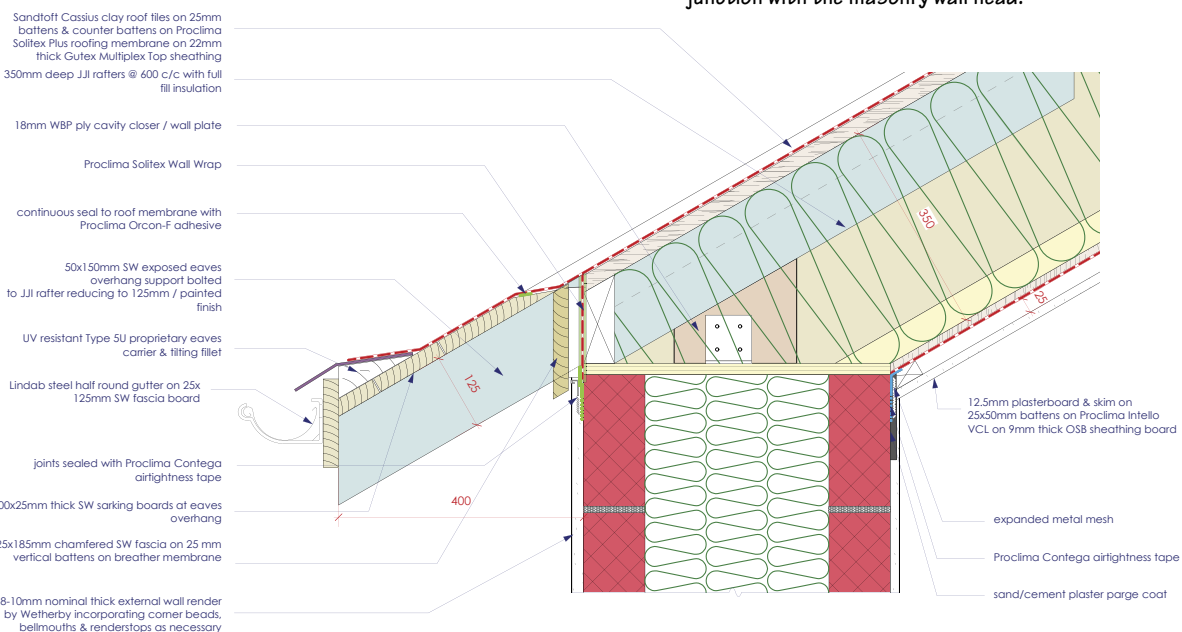 junction with the masonry wall head.
Sandtoft Cassius clay roof tiles on 25mm
battens & counter battens on Proclima
Solitex Plus roofing membrane on 22mm
thick Gutex Multiplex Top sheathing
350mm deep JJI rafters @ 600 c/c with full
fill insulation
18mm WBP ply cavity closer / wall plate
Proclima Solitex Wall Wrap
continuous seal to roof membrane with
Proclima Orcon-F adhesive
50x150mm SW exposed eaves
overhang support bolted
to JJI rafter reducing to 125mm / painted
finish
UV resistant Type 5U proprietary eaves
carrier & tilting fillet
Lindab steel half round gutter on 25x
125mm SW fascia board
joints sealed with Proclima Contega
airtightness tape
00x25mm thick SW sarking boards at eaves
overhang
25x185mm chamfered SW fascia on 25 mm
vertical battens on breather membrane
8-10mm nominal thick external wall render
by Wetherby incorporating corner beads,
bellmouths & renderstops as necessary
350
25
125
400
12.5mm plasterboard & skim on
25x50mm battens on Proclima Intello
VCL on 9mm thick OSB sheathing board
expanded metal mesh
Proclima Contega airtightness tape
sand/cement plaster parge coat